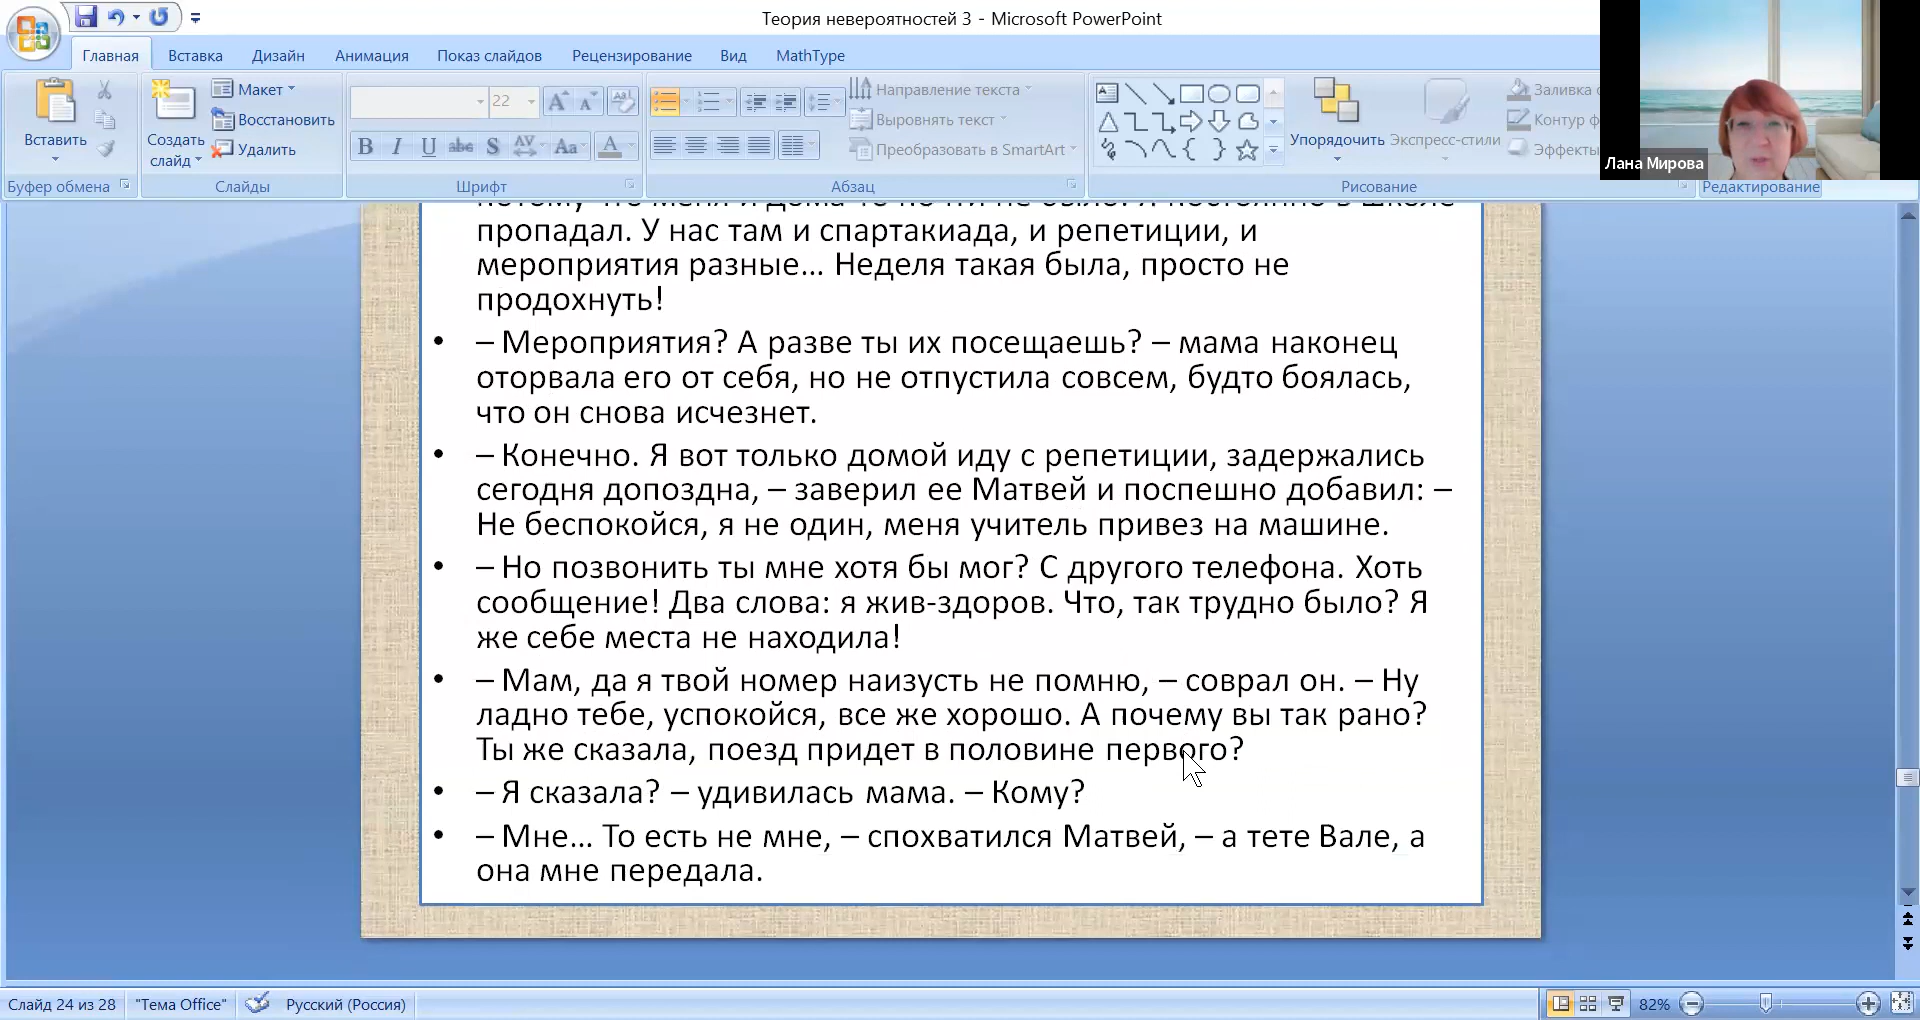 Теория невероятностей 3 - Microsoft PowerPoint
Главная Вставка Дизайн Анимация Показ слайдов Рецензирование Вид MathType
Вставить
Буфер обмена
Создать слайд
Макет
Восстановить
Удалить
Слайды
22
Шрифт
Направление текста
Выровнять текст
Преобразовать в SmartArt
Абзац
Упорядочить
Экспресс-стили
Заливка
Контур ф
Эффекты
Рисование
Редактирование
Лана Мирова
пропадал. У нас там и спартакиада, и репетиции, и
мероприятия разные… Неделя такая была, просто не
продохнуть!
• – Мероприятия? А разве ты их посещаешь? – мама наконец
оторвала его от себя, но не отпустила совсем, будто боялась,
что он снова исчезнет.
• – Конечно. Я вот только домой иду с репетиции, задержались
сегодня допоздна, – заверил ее Матвей и поспешно добавил: –
Не беспокойся, я не один, меня учитель привез на машине.
• – Но позвонить ты мне хотя бы мог? С другого телефона. Хоть
сообщение! Два слова: я жив-здоров. Что, так трудно было? Я
же себе места не находила!
• – Мам, да я твой номер наизусть не помню, – соврал он. – Ну
ладно тебе, успокойся, все же хорошо. А почему вы так рано?
Ты же сказала, поезд придет в половине первого?
• – Я сказала? – удивилась мама. – Кому?
• – Мне… То есть не мне, – спохватился Матвей, – а тете Вале, а
она мне передала.
Слайд 24 из 28 "Тема Office" Русский (Россия) 82%